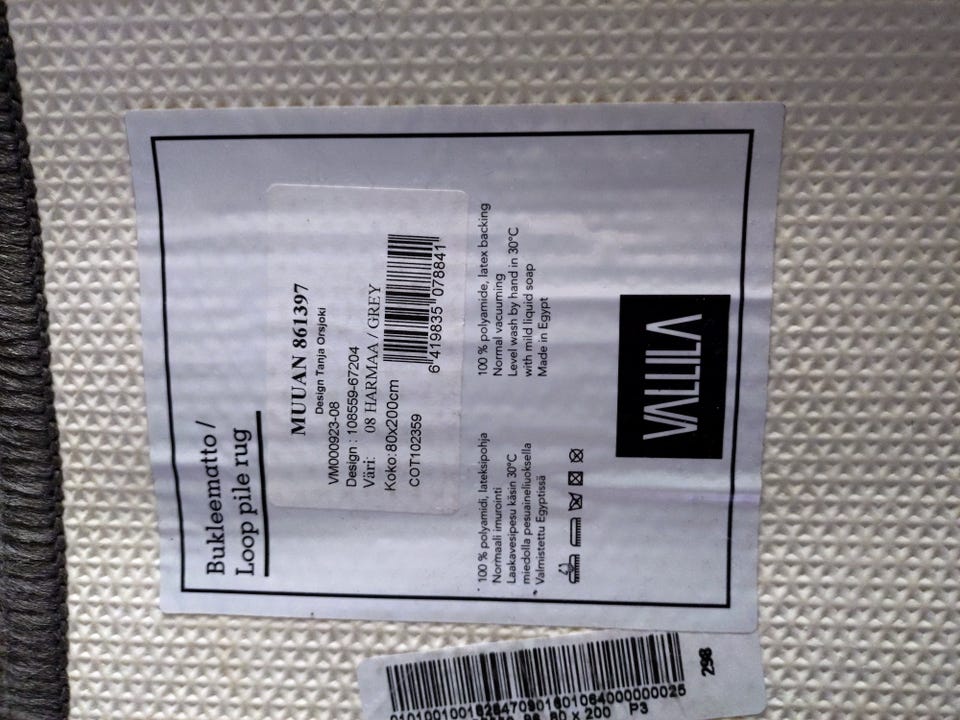 Bukleematto /
Loop pile rug
MUUAN 861397
Design Tanja Orsjoki
VM000923-08
Design : 108559-67204
Väri: 08 HARMAA / GREY
Koko: 80x200cm
COT102359
6 419835 078841
100 % polyamidi, lateksipohja
Normaali imurointi
Laakavesipesu käsin 30°C
miedolla pesuaineliuoksella
Valmistettu Egyptissä
100 % polyamide, latex backing
Normal vacuuming
Level wash by hand in 30°C
with mild liquid soap
Made in Egypt
VALLILA
80 x 200 P3
298